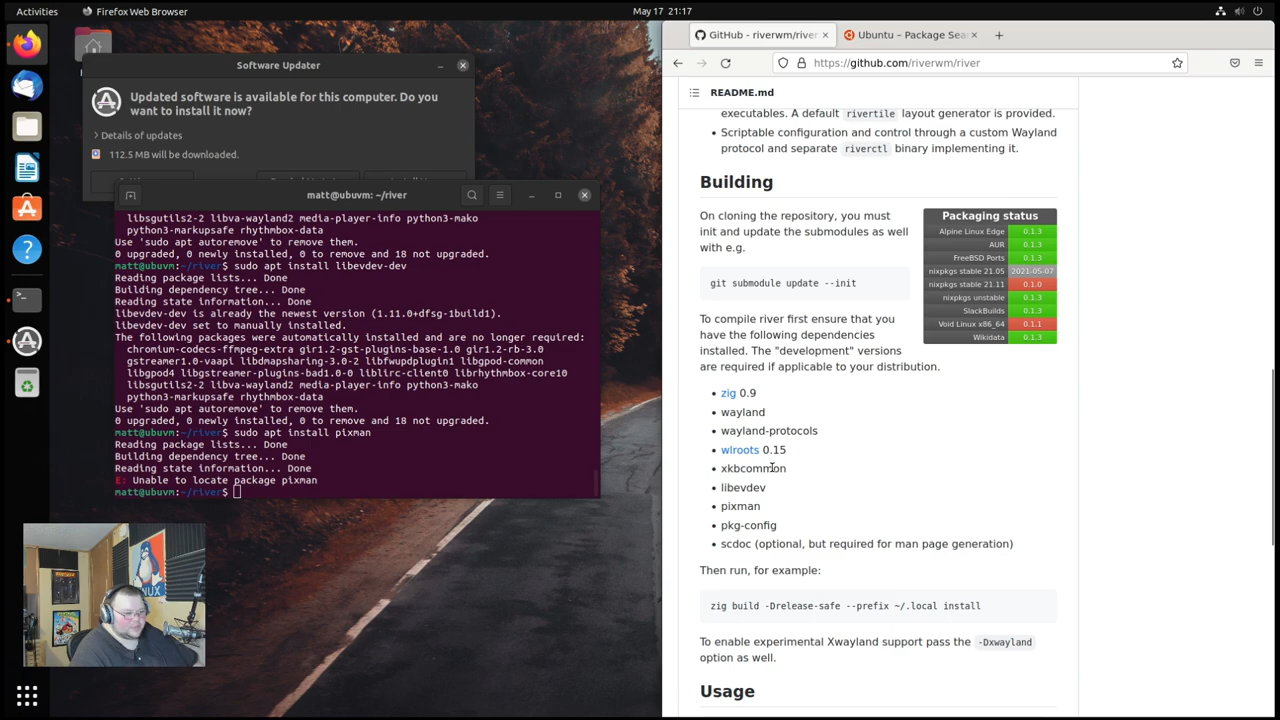 Activities
Firefox Web Browser
May 17 21:17
Software Updater
Updated software is available for this computer. Do you
want to install it now?
Details of updates
112.5 MB will be downloaded.
matt@ubuvm: ~/river
libsgutils2-2 libva-wayland2 media-player-info python3-mako
python3-markupsafe rhythmbox-data
Use 'sudo apt autoremove' to remove them.
0 upgraded, 0 newly installed, 0 to remove and 18 not upgraded.
matt@ubuvm:~/river$ sudo apt install libevdev-dev
Reading package lists... Done
Building dependency tree... Done
Reading state information... Done
libevdev-dev is already the newest version (1.11.0+dfsg-1build1).
libevdev-dev set to manually installed.
The following packages were automatically installed and are no longer required:
chromium-codecs-ffmpeg-extra gir1.2-gst-plugins-base-1.0 gir1.2-rb-3.0
gstreamer1.0-vaapi libdmapsharing-3.0-2 libfwupdplugin1 libgpod-common
libgpod4 libgstreamer-plugins-bad1.0-0 liblirc-client0 librhythmbox-core10
libsgutils2-2 libva-wayland2 media-player-info python3-mako
python3-markupsafe rhythmbox-data
Use 'sudo apt autoremove' to remove them.
0 upgraded, 0 newly installed, 0 to remove and 18 not upgraded.
matt@ubuvm:~/river$ sudo apt install pixman
Reading package lists... Done
Building dependency tree... Done
Reading state information... Done
E: Unable to locate package pixman
matt@ubuvm:~/river$
LINUX
GitHub - riverwm/river:
Ubuntu – Package Sea
https://github.com/riverwm/river
README.md
executables. A default rivertile layout generator is provided.
• Scriptable configuration and control through a custom Wayland
protocol and separate riverctl binary implementing it.
Building
On cloning the repository, you must
init and update the submodules as well
with e.g.
git submodule update --init
Packaging status
Alpine Linux Edge 0.1.3
AUR 0.1.3
FreeBSD Ports 0.1.3
nixpkgs stable 21.05 2021-05-07
nixpkgs stable 21.11 0.1.0
nixpkgs unstable 0.1.3
SlackBuilds 0.1.3
Void Linux x86_64 0.1.1
Wikidata 0.1.3
To compile river first ensure that you
have the following dependencies
installed. The "development" versions
are required if applicable to your distribution.
• zig 0.9
• wayland
• wayland-protocols
• wlroots 0.15
• xkbcommon
• libevdev
• pixman
• pkg-config
• scdoc (optional, but required for man page generation)
Then run, for example:
zig build -Drelease-safe --prefix ~/.local install
To enable experimental Xwayland support pass the -Dxwayland
option as well.
Usage